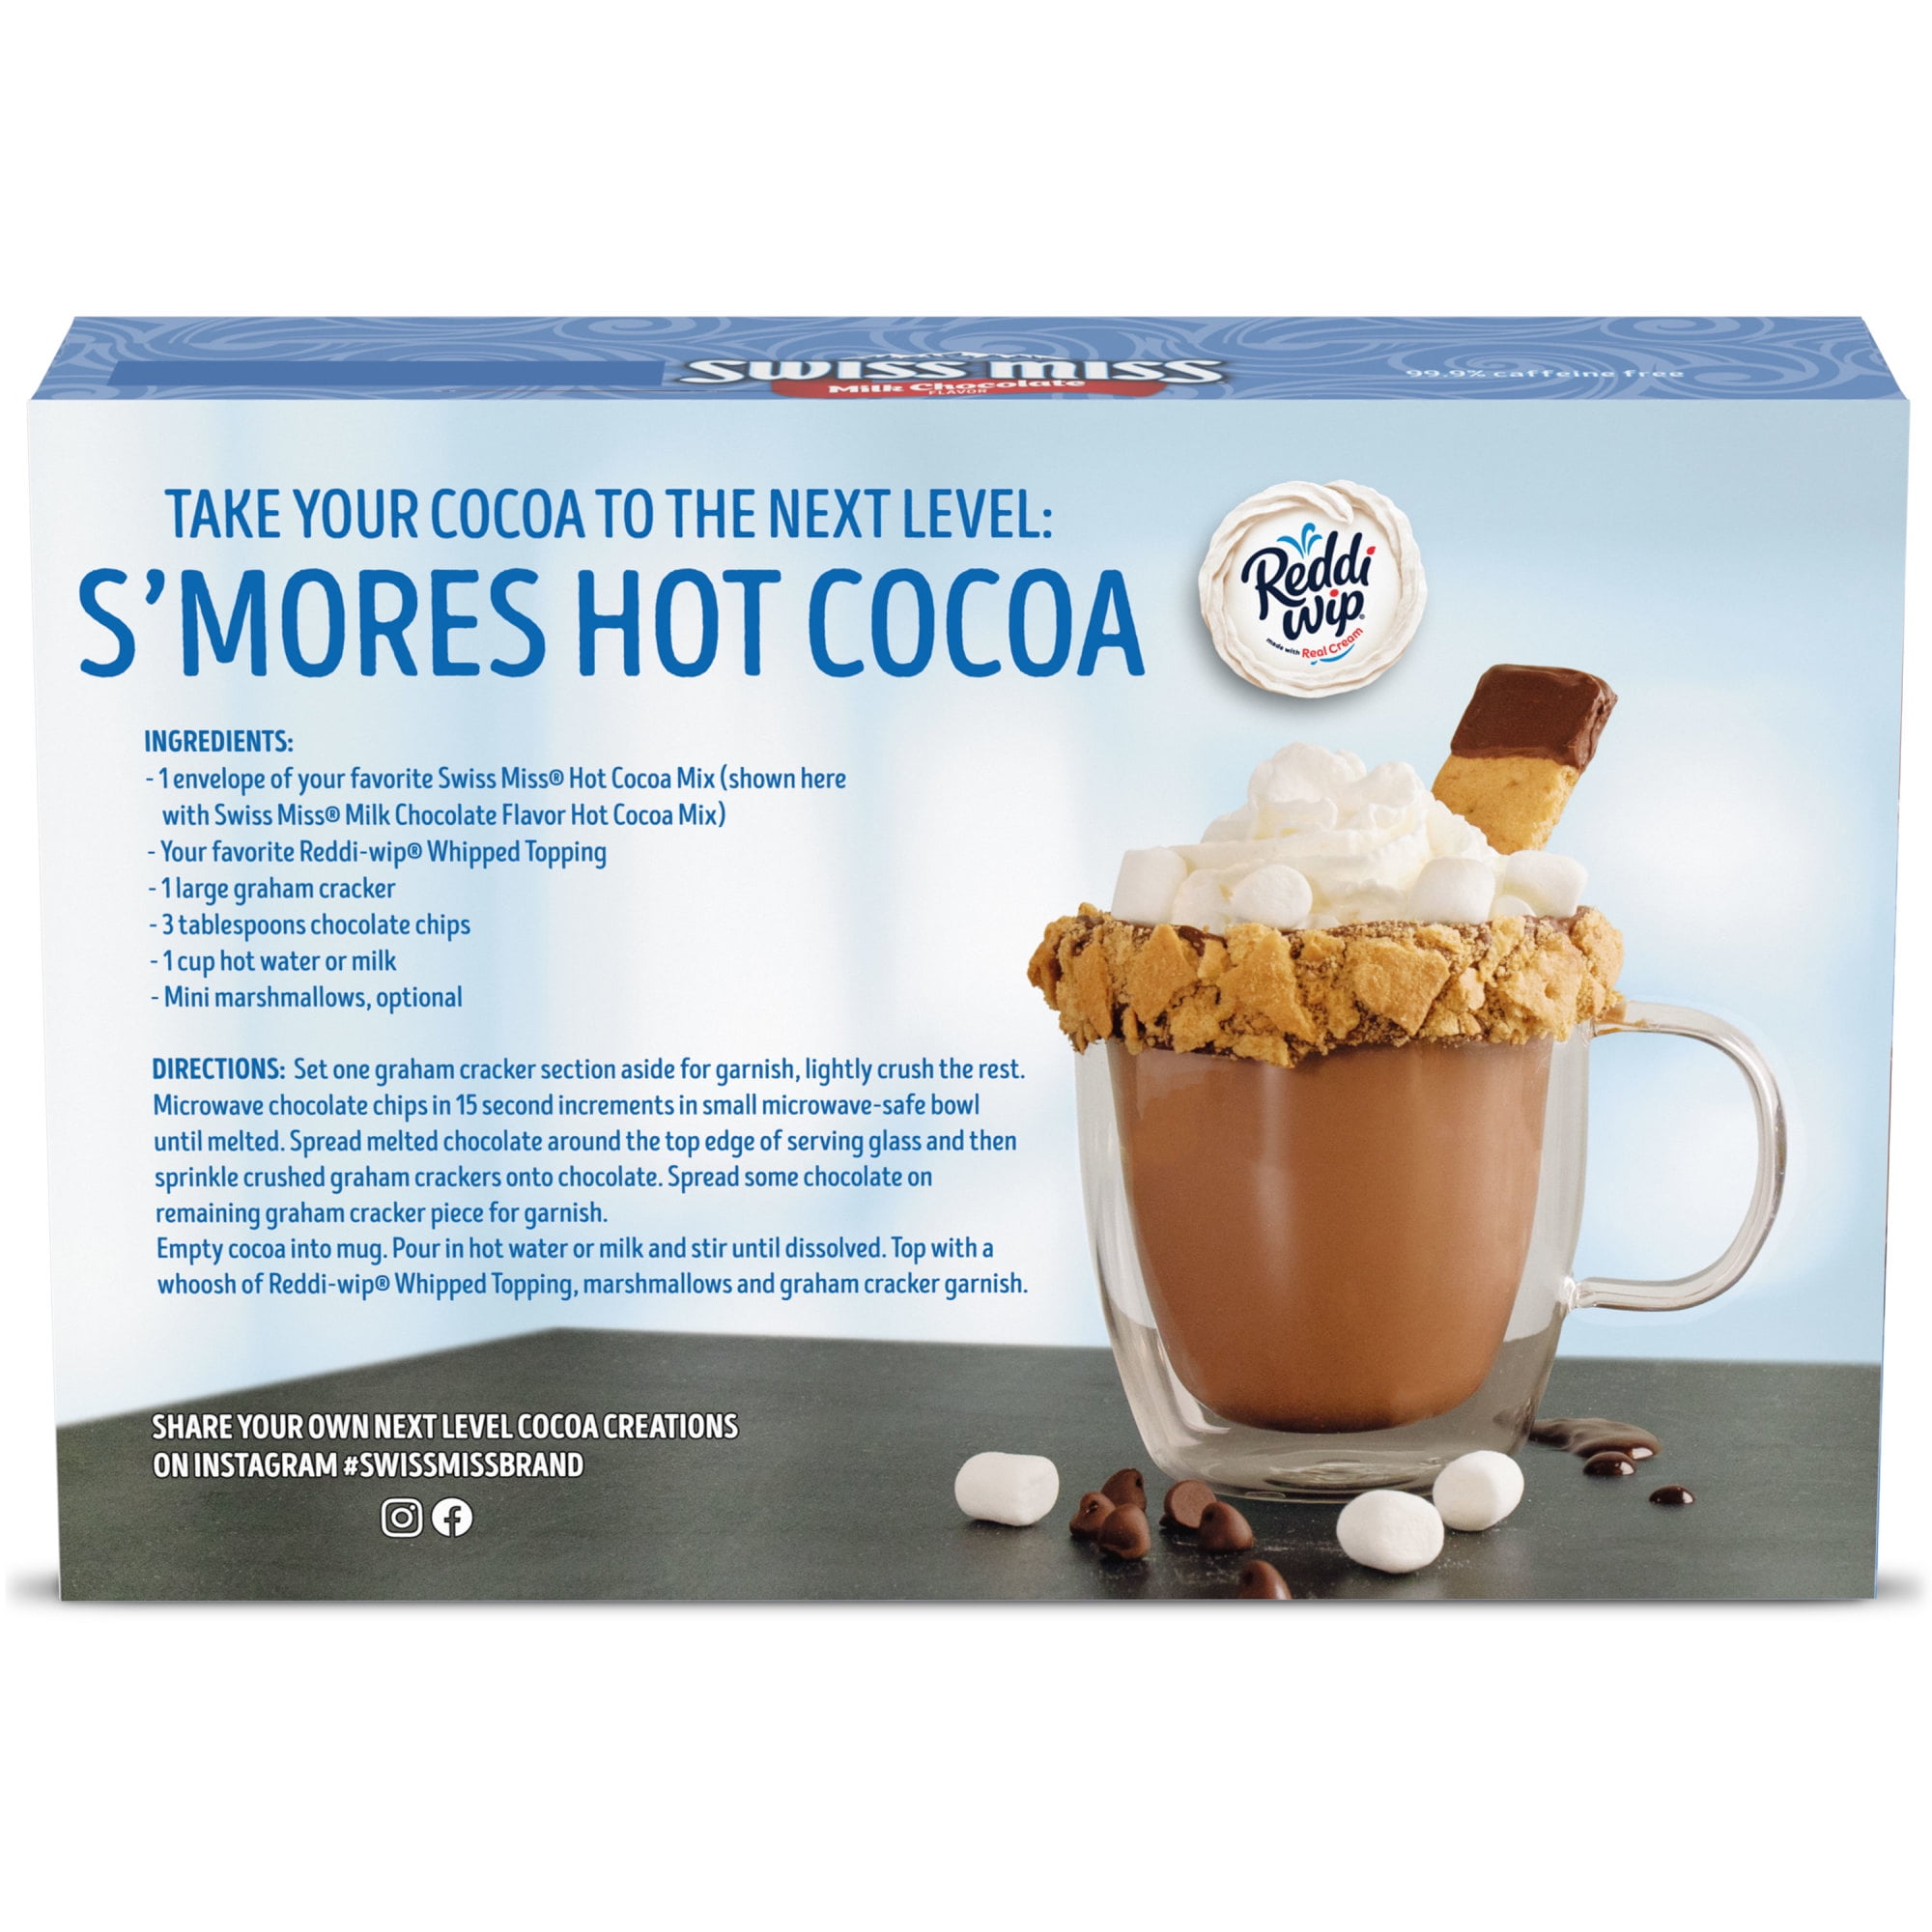 SWISS MISS
Milk Chocolate
FLAVOR
99.9% caffeine free
TAKE YOUR COCOA TO THE NEXT LEVEL:
S'MORES HOT COCOA
Reddi
wip®
made with Real Cream
INGREDIENTS:
- 1 envelope of your favorite Swiss Miss® Hot Cocoa Mix (shown here
with Swiss Miss® Milk Chocolate Flavor Hot Cocoa Mix)
- Your favorite Reddi-wip® Whipped Topping
- 1 large graham cracker
- 3 tablespoons chocolate chips
- 1 cup hot water or milk
- Mini marshmallows, optional
DIRECTIONS: Set one graham cracker section aside for garnish, lightly crush the rest.
Microwave chocolate chips in 15 second increments in small microwave-safe bowl
until melted. Spread melted chocolate around the top edge of serving glass and then
sprinkle crushed graham crackers onto chocolate. Spread some chocolate on
remaining graham cracker piece for garnish.
Empty cocoa into mug. Pour in hot water or milk and stir until dissolved. Top with a
whoosh of Reddi-wip® Whipped Topping, marshmallows and graham cracker garnish.
SHARE YOUR OWN NEXT LEVEL COCOA CREATIONS
ON INSTAGRAM #SWISSMISSBRAND